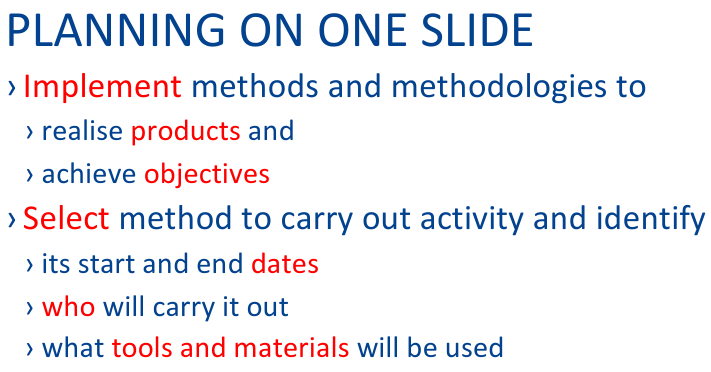 PLANNING ON ONE SLIDE
› Implement methods and methodologies to
› realise products and
› achieve objectives
› Select method to carry out activity and identify
› its start and end dates
› who will carry it out
› what tools and materials will be used